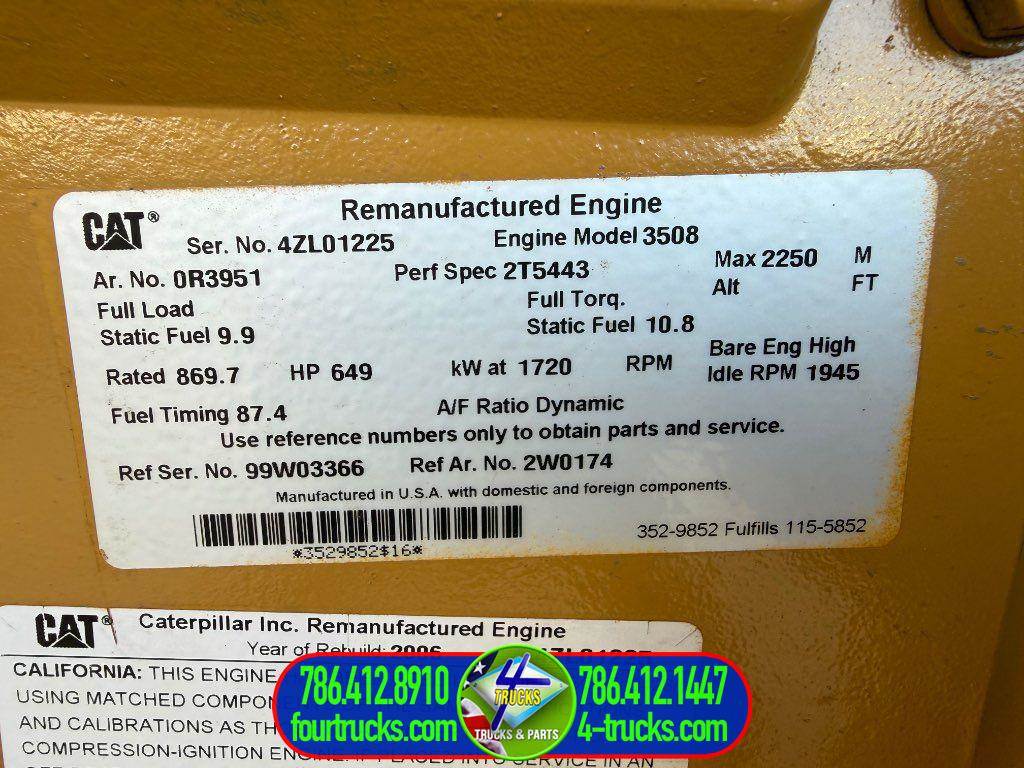 CAT®
Remanufactured Engine
Ser. No. 4ZL01225 Engine Model 3508
Ar. No. 0R3951 Perf Spec 2T5443 Max 2250 M
Full Load Full Torq. Alt FT
Static Fuel 9.9 Static Fuel 10.8
Rated 869.7 HP 649 kW at 1720 RPM Bare Eng High
Idle RPM 1945
Fuel Timing 87.4 A/F Ratio Dynamic
Use reference numbers only to obtain parts and service.
Ref Ser. No. 99W03366 Ref Ar. No. 2W0174
Manufactured in U.S.A. with domestic and foreign components.
*3529852$16*
352-9852 Fulfills 115-5852
CAT® Caterpillar Inc. Remanufactured Engine
Year of Rebuild: 2006
CALIFORNIA: THIS ENGINE
USING MATCHED
AND CALIBRATIONS AS
COMPRESSION-IGNITION SERVICE IN AN
786.412.8910
fourtrucks.com
4
TRUCKS
TRUCKS & PARTS
786.412.1447
4-trucks.com